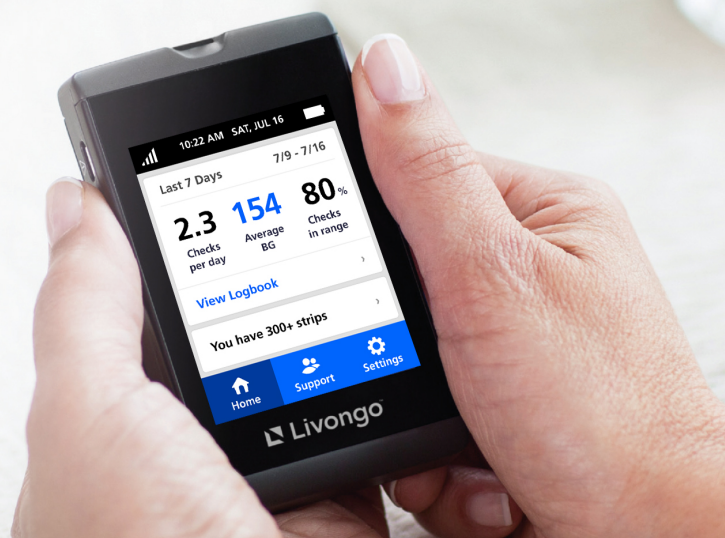 10:22 AM SAT, JUL 16
Last 7 Days 7/9 - 7/16
2.3 154 80 %
Checks per day
Average BG
Checks in range
View Logbook
You have 300+ strips
Home Support Settings
Livongo